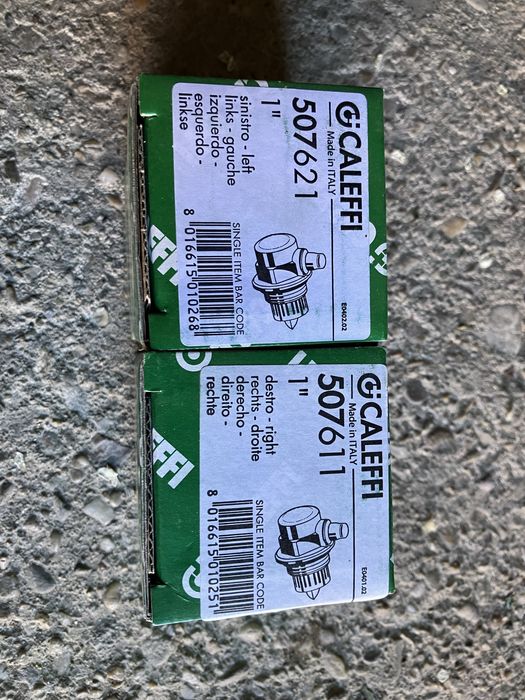 CALEFFI
Made in ITALY
507621
1"
sinistro - left
links - gauche
izquierdo -
esquerdo -
linkse
SINGLE ITEM BAR CODE
8 016615 010268
E0402.02
EFFI
CALEFFI
Made in ITALY
507611
1"
destro - right
rechts - droite
derecho -
direito -
rechte
SINGLE ITEM BAR CODE
8 016615 010251
E0401.02
EFFI